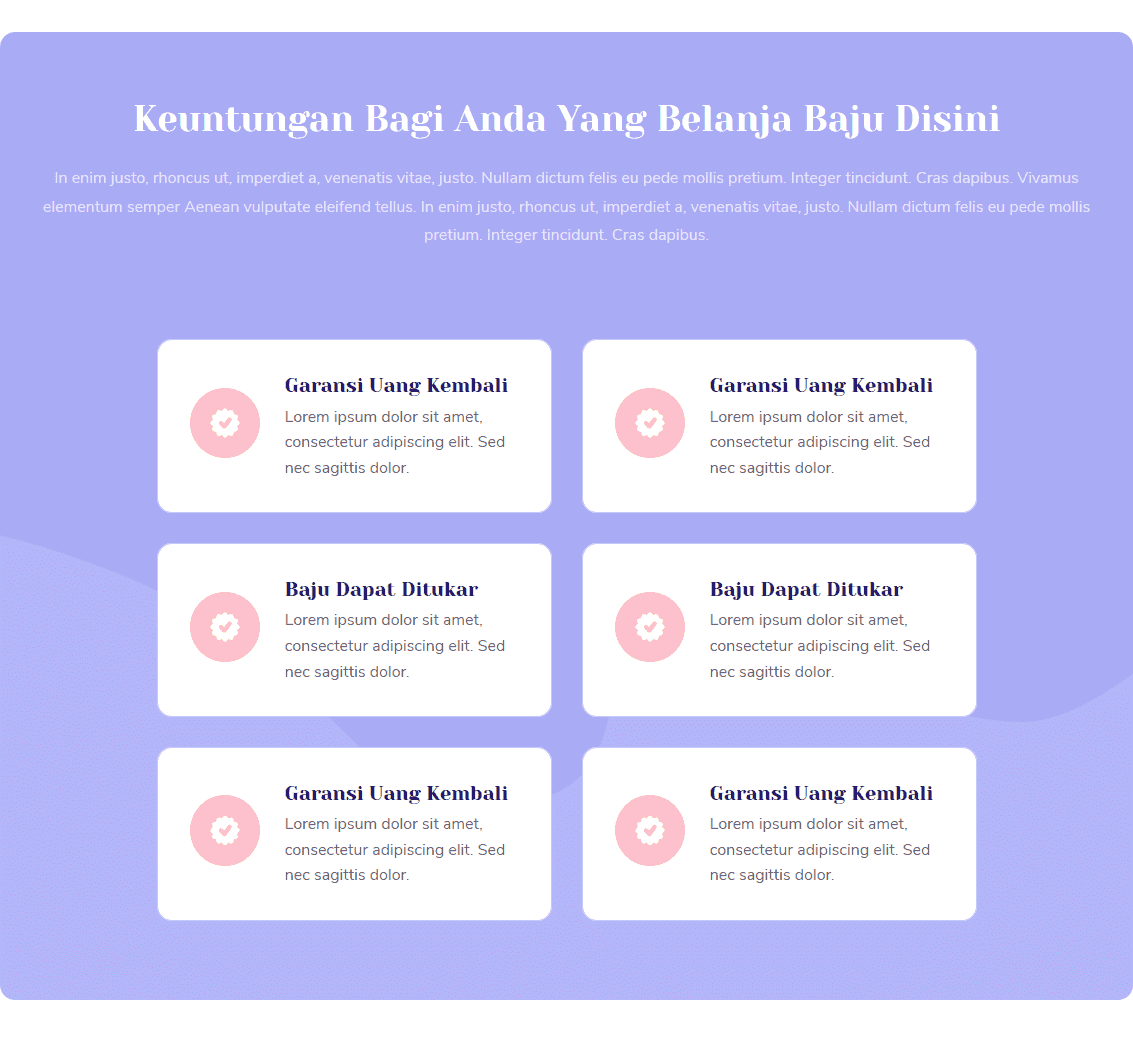 Keuntungan Bagi Anda Yang Belanja Baju Disini
In enim justo, rhoncus ut, imperdiet a, venenatis vitae, justo. Nullam dictum felis eu pede mollis pretium. Integer tincidunt. Cras dapibus. Vivamus
elementum semper Aenean vulputate eleifend tellus. In enim justo, rhoncus ut, imperdiet a, venenatis vitae, justo. Nullam dictum felis eu pede mollis
pretium. Integer tincidunt. Cras dapibus.
Garansi Uang Kembali
Lorem ipsum dolor sit amet,
consectetur adipiscing elit. Sed
nec sagittis dolor.
Garansi Uang Kembali
Lorem ipsum dolor sit amet,
consectetur adipiscing elit. Sed
nec sagittis dolor.
Baju Dapat Ditukar
Lorem ipsum dolor sit amet,
consectetur adipiscing elit. Sed
nec sagittis dolor.
Baju Dapat Ditukar
Lorem ipsum dolor sit amet,
consectetur adipiscing elit. Sed
nec sagittis dolor.
Garansi Uang Kembali
Lorem ipsum dolor sit amet,
consectetur adipiscing elit. Sed
nec sagittis dolor.
Garansi Uang Kembali
Lorem ipsum dolor sit amet,
consectetur adipiscing elit. Sed
nec sagittis dolor.